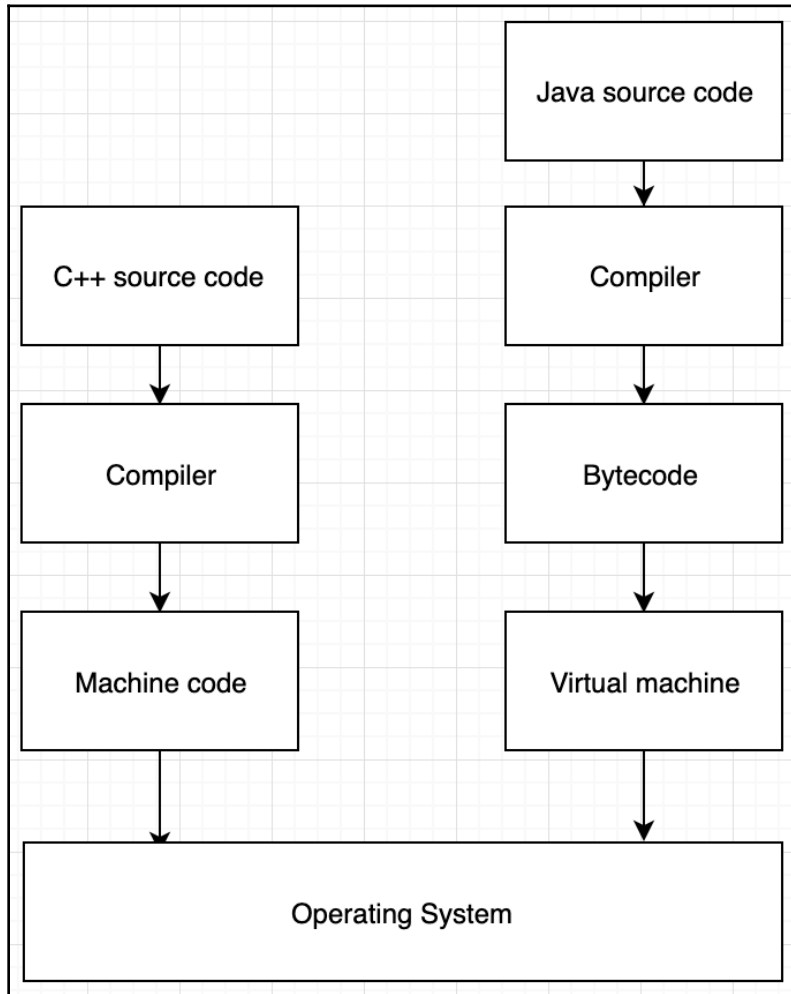 Java source code
C++ source code
Compiler
Compiler
Bytecode
Machine code
Virtual machine
Operating System